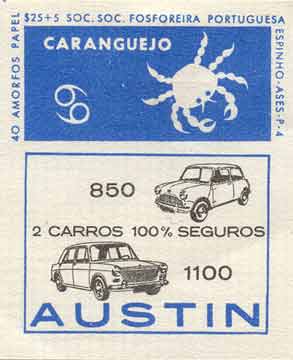 $25+5 SOC. SOC. FOSFOREIRA PORTUGUESA
ESPINHO-ASES-P-4
40 AMORFOS PAPEL
CARANGUEJO
850
2 CARROS 100% SEGUROS
1100
AUSTIN